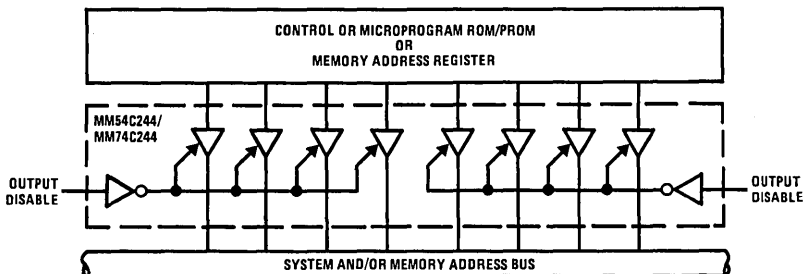 CONTROL OR MICROPROGRAM ROM/PROM
OR
MEMORY ADDRESS REGISTER
MM54C244/
MM74C244
OUTPUT
DISABLE
OUTPUT
DISABLE
SYSTEM AND/OR MEMORY ADDRESS BUS